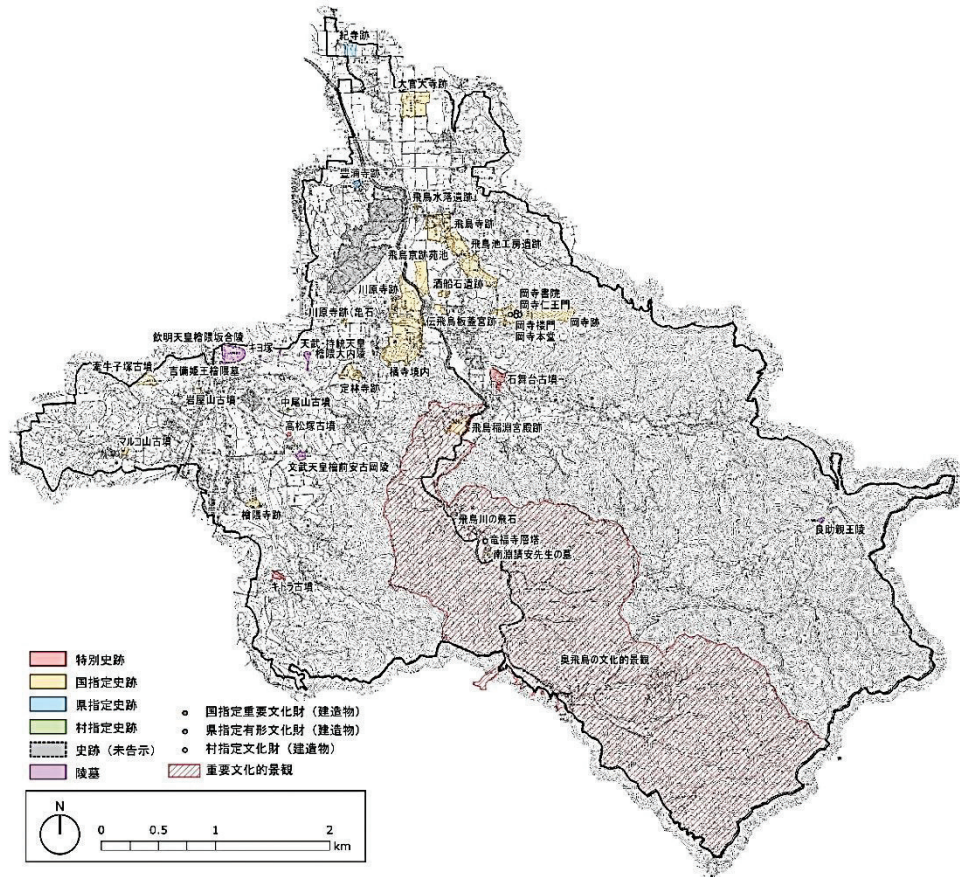 紀寺跡
大官大寺跡
豊浦寺跡
飛鳥水落遺跡
飛鳥寺跡
飛鳥池工房遺跡
飛鳥京跡苑池
川原寺跡
酒船石遺跡
岡寺書院
岡寺仁王門
川原寺跡(亀石)
伝飛鳥板蓋宮跡
岡寺楼門
岡寺跡
岡寺本堂
欽明天皇檜隈坂合陵
キヨ塚
天武・持統天皇
檜隈大内陵
橘寺境内
牽牛子塚古墳
吉備姫王檜隈墓
定林寺跡
石舞台古墳
岩屋山古墳
中尾山古墳
高松塚古墳
飛鳥稲淵宮殿跡
マルコ山古墳
文武天皇檜前安古岡陵
檜隈寺跡
飛鳥川の飛石
竜福寺層塔
南淵請安先生の墓
良助親王陵
キトラ古墳
奥飛鳥の文化的景観
特別史跡
国指定史跡
県指定史跡
村指定史跡
史跡(未告示)
陵墓
国指定重要文化財(建造物)
県指定有形文化財(建造物)
村指定文化財(建造物)
重要文化的景観
N
0 0.5 1 2
km